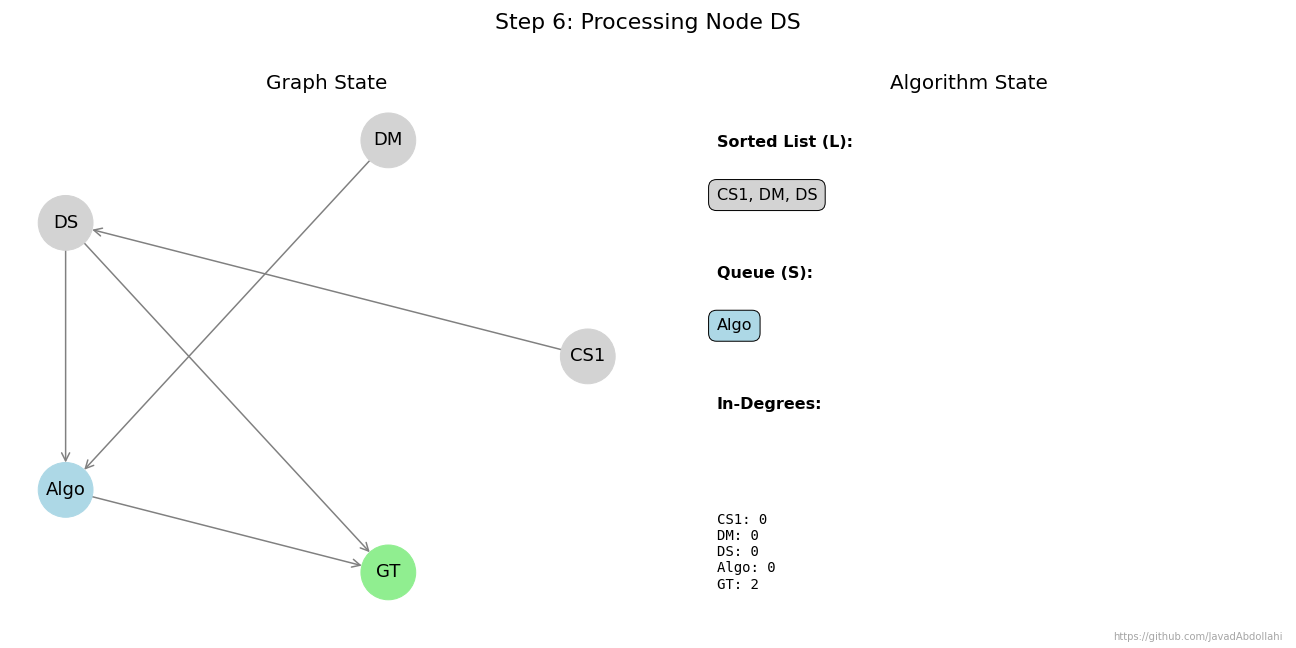 Step 6: Processing Node DS
Graph State
DM
DS
CS1
Algo
GT
Algorithm State
Sorted List (L):
CS1, DM, DS
Queue (S):
Algo
In-Degrees:
CS1: 0
DM: 0
DS: 0
Algo: 0
GT: 2
https://github.com/JavadAbdollahi